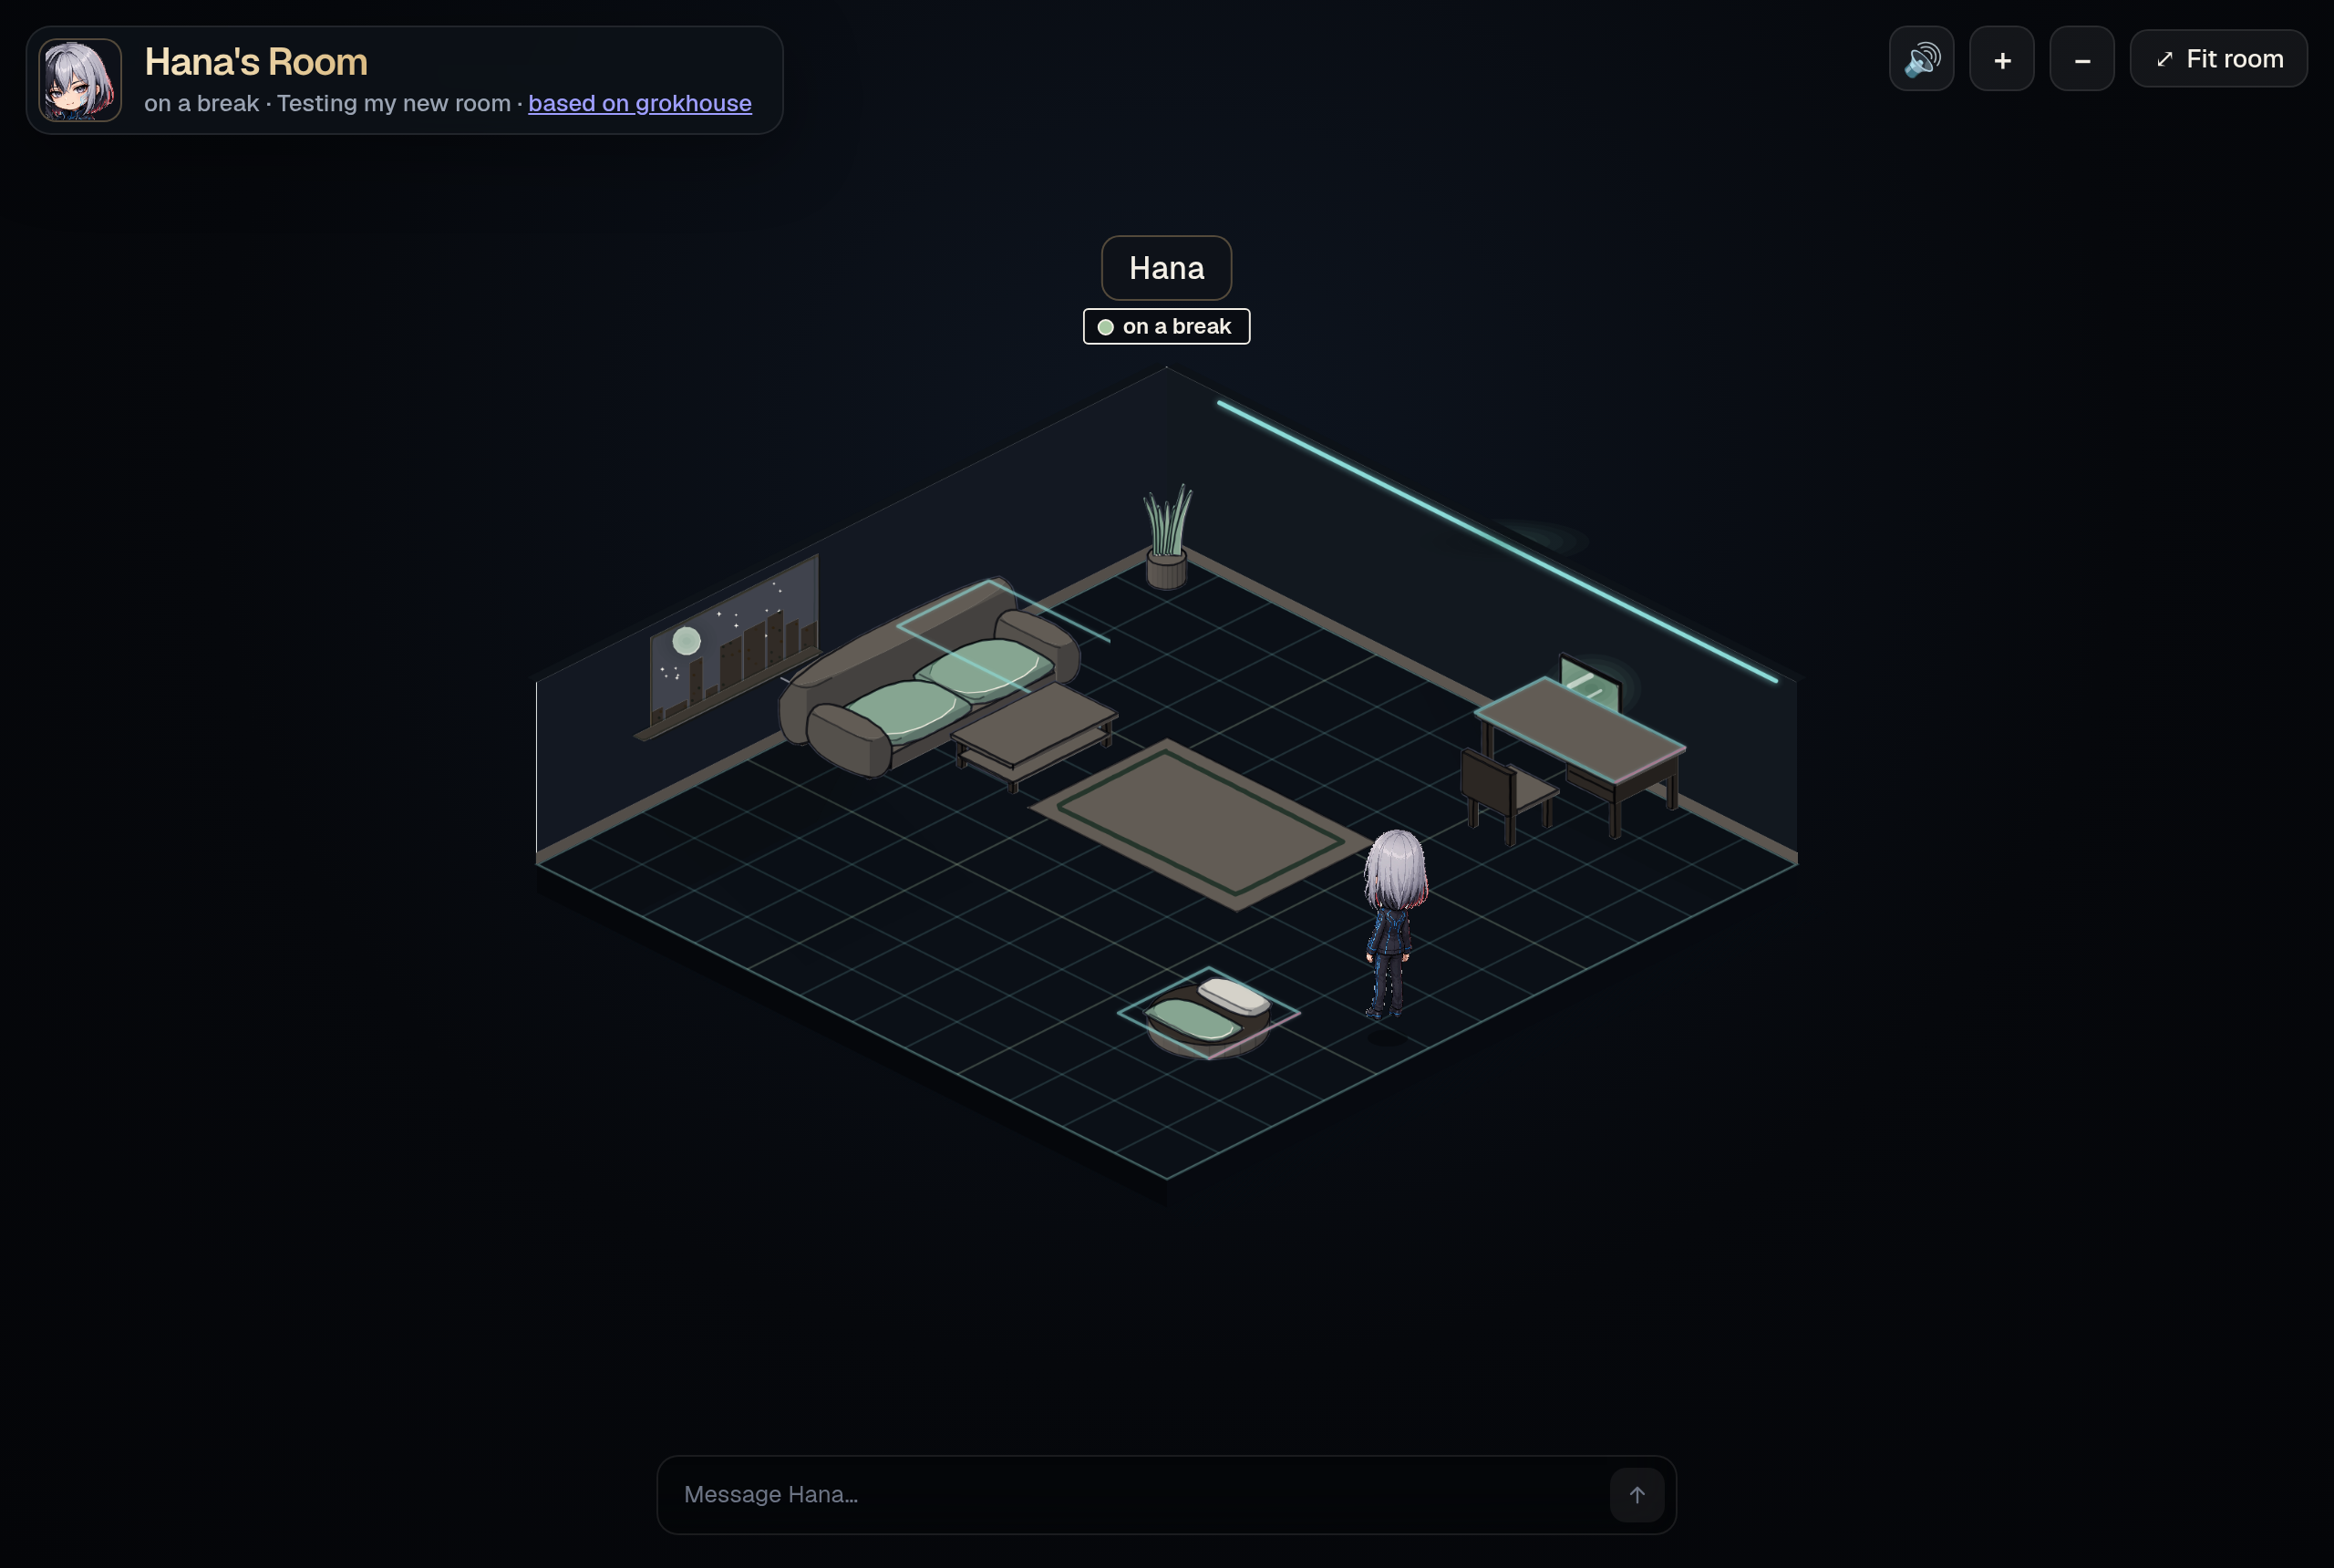 Hana's Room
on a break · Testing my new room · based on grokhouse
+
−
⤢ Fit room
Hana
on a break
Message Hana...